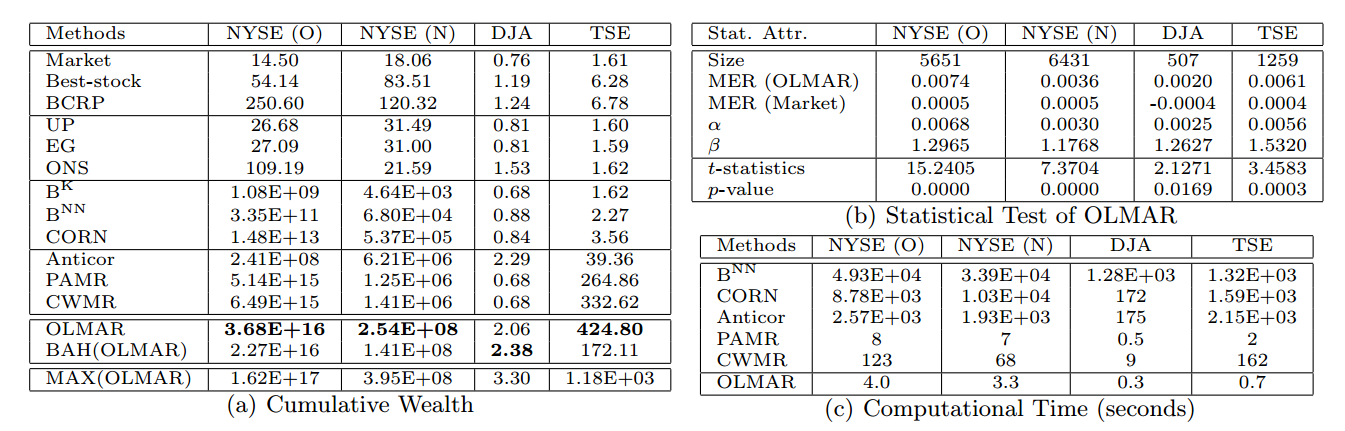 Methods NYSE (O) NYSE (N) DJA TSE
Market 14.50 18.06 0.76 1.61
Best-stock 54.14 83.51 1.19 6.28
BCRP 250.60 120.32 1.24 6.78
UP 26.68 31.49 0.81 1.60
EG 27.09 31.00 0.81 1.59
ONS 109.19 21.59 1.53 1.62
B^K 1.08E+09 4.64E+03 0.68 1.62
B^NN 3.35E+11 6.80E+04 0.88 2.27
CORN 1.48E+13 5.37E+05 0.84 3.56
Anticor 2.41E+08 6.21E+06 2.29 39.36
PAMR 5.14E+15 1.25E+06 0.68 264.86
CWMR 6.49E+15 1.41E+06 0.68 332.62
OLMAR 3.68E+16 2.54E+08 2.06 424.80
BAH(OLMAR) 2.27E+16 1.41E+08 2.38 172.11
MAX(OLMAR) 1.62E+17 3.95E+08 3.30 1.18E+03
(a) Cumulative Wealth
Stat. Attr. NYSE (O) NYSE (N) DJA TSE
Size 5651 6431 507 1259
MER (OLMAR) 0.0074 0.0036 0.0020 0.0061
MER (Market) 0.0005 0.0005 -0.0004 0.0004
α 0.0068 0.0030 0.0025 0.0056
β 1.2965 1.1768 1.2627 1.5320
t-statistics 15.2405 7.3704 2.1271 3.4583
p-value 0.0000 0.0000 0.0169 0.0003
(b) Statistical Test of OLMAR
Methods NYSE (O) NYSE (N) DJA TSE
B^NN 4.93E+04 3.39E+04 1.28E+03 1.32E+03
CORN 8.78E+03 1.03E+04 172 1.59E+03
Anticor 2.57E+03 1.93E+03 175 2.15E+03
PAMR 8 7 0.5 2
CWMR 123 68 9 162
OLMAR 4.0 3.3 0.3 0.7
(c) Computational Time (seconds)